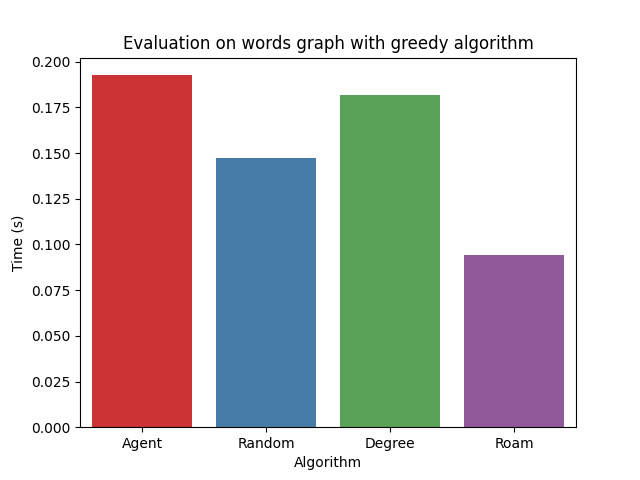 Evaluation on words graph with greedy algorithm
Time (s)
0.200
0.175
0.150
0.125
0.100
0.075
0.050
0.025
0.000
Agent Random Degree Roam
Algorithm